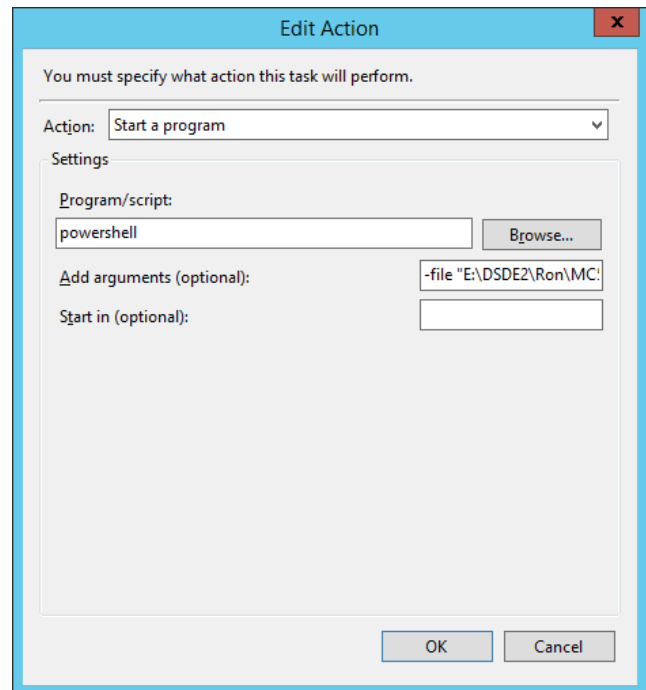 Edit Action
x
You must specify what action this task will perform.
Action: Start a program
Settings
Program/script:
powershell
Browse...
Add arguments (optional): -file "E:\DSDE2\Ron\MC
Start in (optional):
OK
Cancel